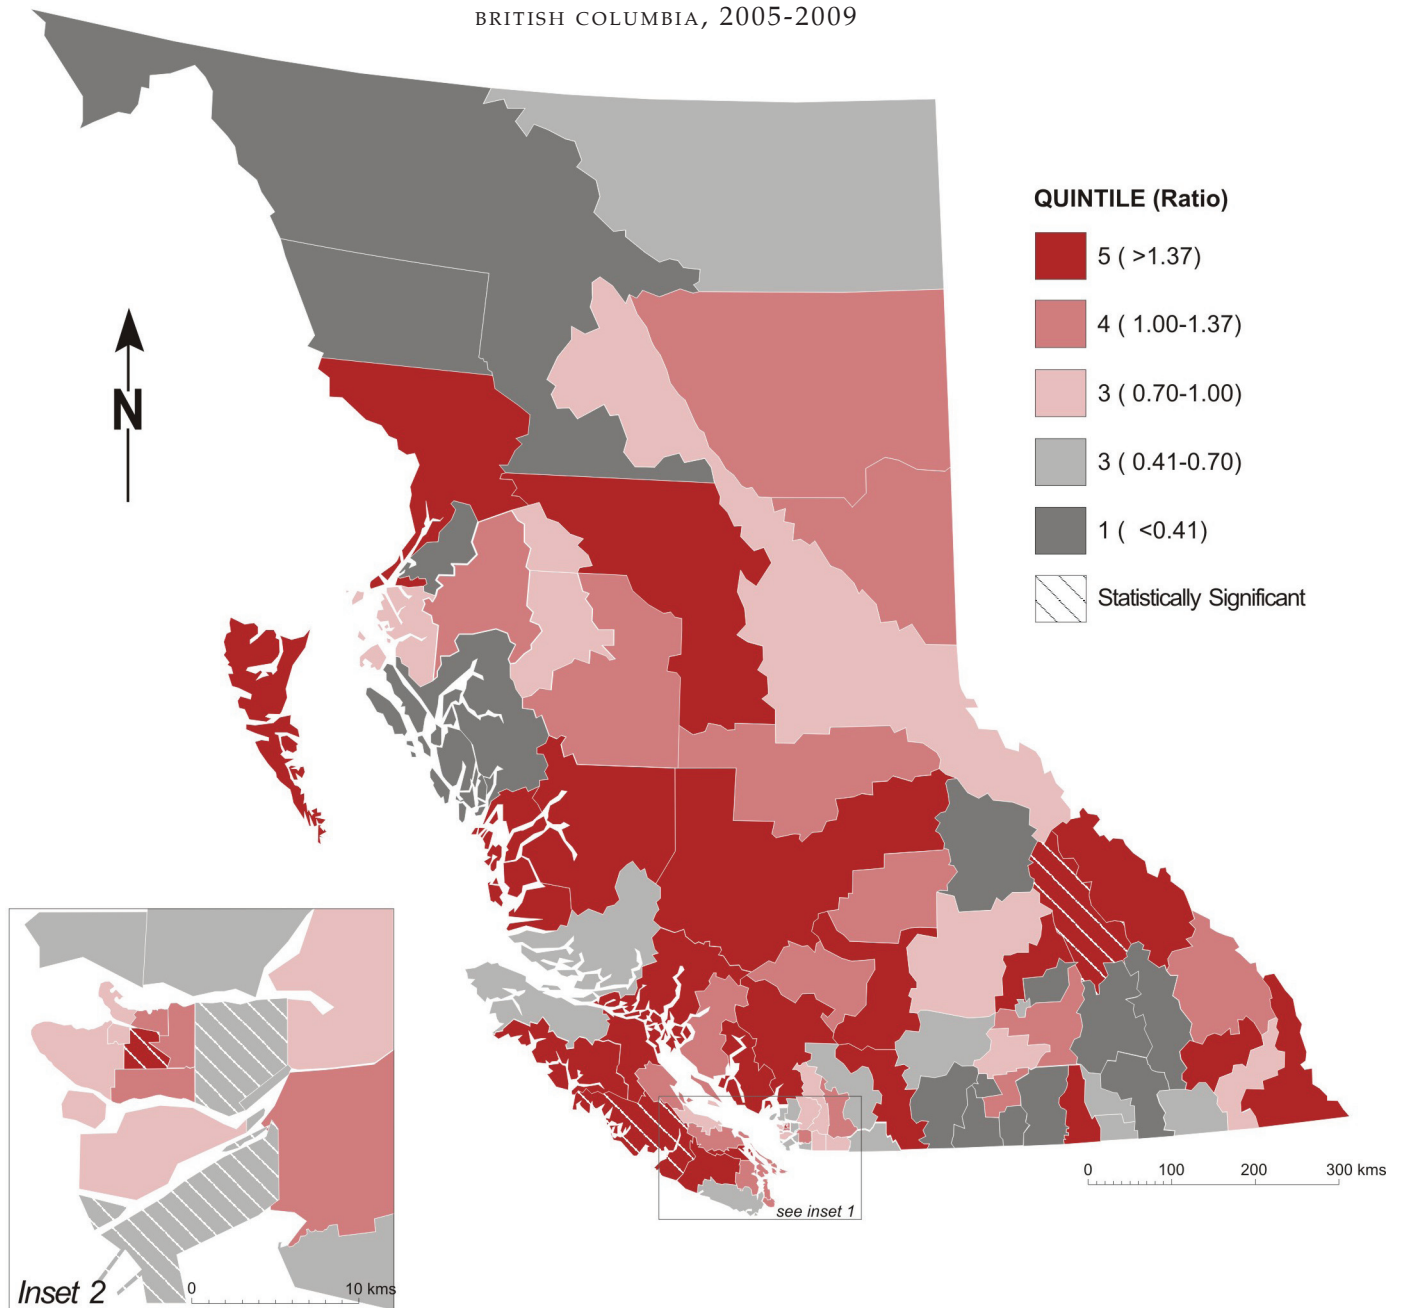 BRITISH COLUMBIA, 2005-2009
QUINTILE (Ratio)
5 ( >1.37)
4 ( 1.00-1.37)
3 ( 0.70-1.00)
3 ( 0.41-0.70)
1 ( <0.41)
Statistically Significant
N
0 100 200 300 kms
see inset 1
Inset 2
0 10 kms